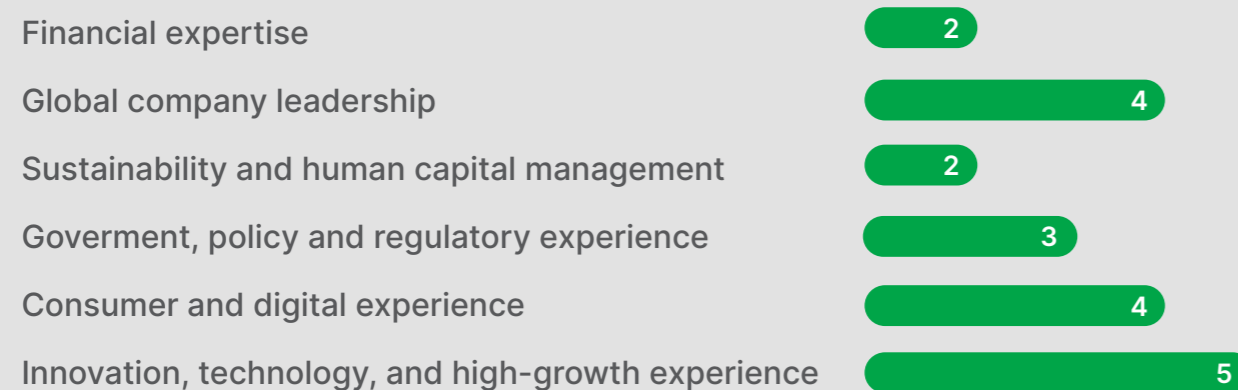 Financial expertise 2
Global company leadership 4
Sustainability and human capital management 2
Goverment, policy and regulatory experience 3
Consumer and digital experience 4
Innovation, technology, and high-growth experience 5